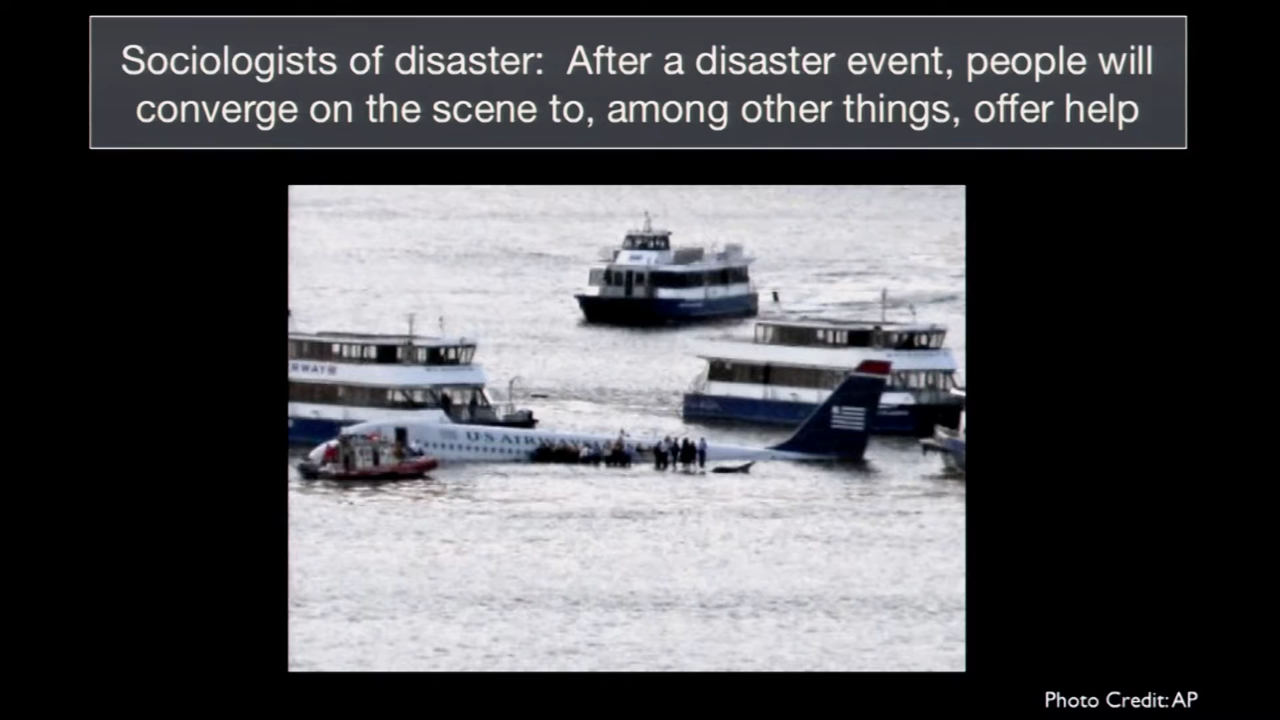 Sociologists of disaster: After a disaster event, people will
converge on the scene to, among other things, offer help
RWAY
US AIRWAYS
Photo Credit: AP